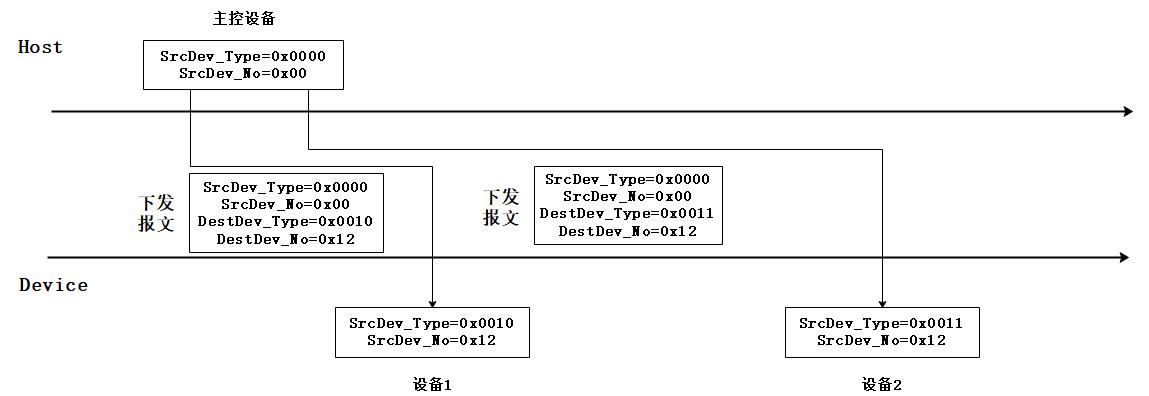 主控设备
Host
SrcDev_Type=0x0000
SrcDev_No=0x00
下发
报文
SrcDev_Type=0x0000
SrcDev_No=0x00
DestDev_Type=0x0010
DestDev_No=0x12
下发
报文
SrcDev_Type=0x0000
SrcDev_No=0x00
DestDev_Type=0x0011
DestDev_No=0x12
Device
SrcDev_Type=0x0010
SrcDev_No=0x12
设备1
SrcDev_Type=0x0011
SrcDev_No=0x12
设备2